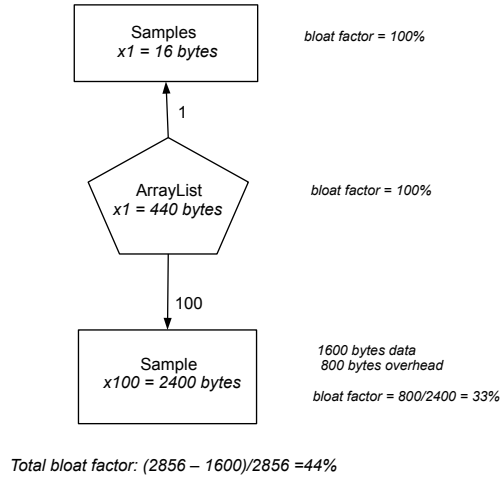 Samples
x1 = 16 bytes
bloat factor = 100%
1
ArrayList
x1 = 440 bytes
bloat factor = 100%
100
Sample
x100 = 2400 bytes
1600 bytes data
800 bytes overhead
bloat factor = 800/2400 = 33%
Total bloat factor: (2856 – 1600)/2856 =44%